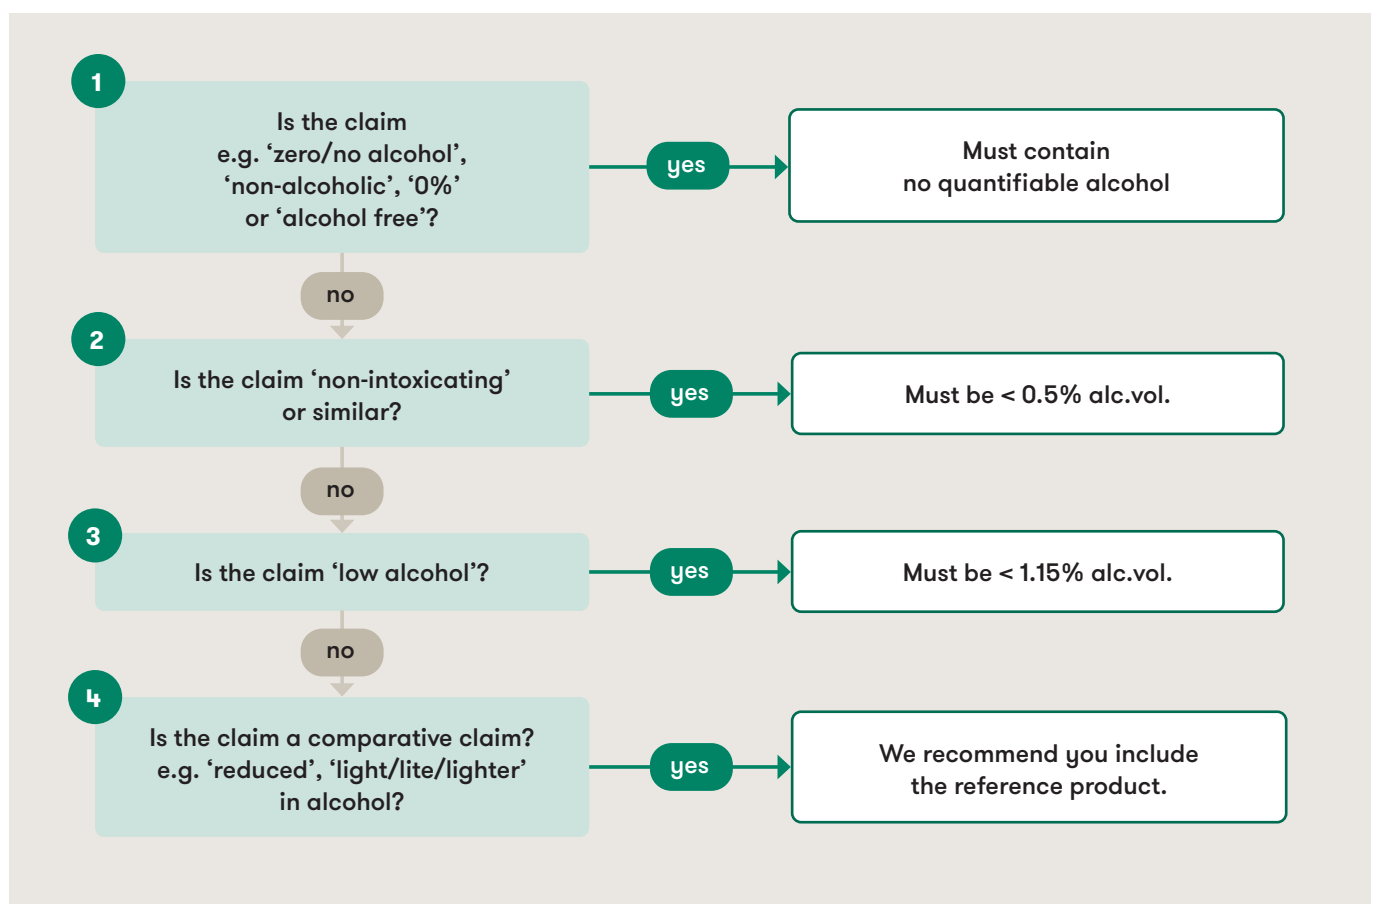 1
Is the claim
e.g. ‘zero/no alcohol’,
‘non-alcoholic’, ‘0%’
or ‘alcohol free’?
yes
Must contain
no quantifiable alcohol
no
2
Is the claim ‘non-intoxicating’
or similar?
yes
Must be < 0.5% alc.vol.
no
3
Is the claim ‘low alcohol’?
yes
Must be < 1.15% alc.vol.
no
4
Is the claim a comparative claim?
e.g. ‘reduced’, ‘light/lite/lighter’
in alcohol?
yes
We recommend you include
the reference product.